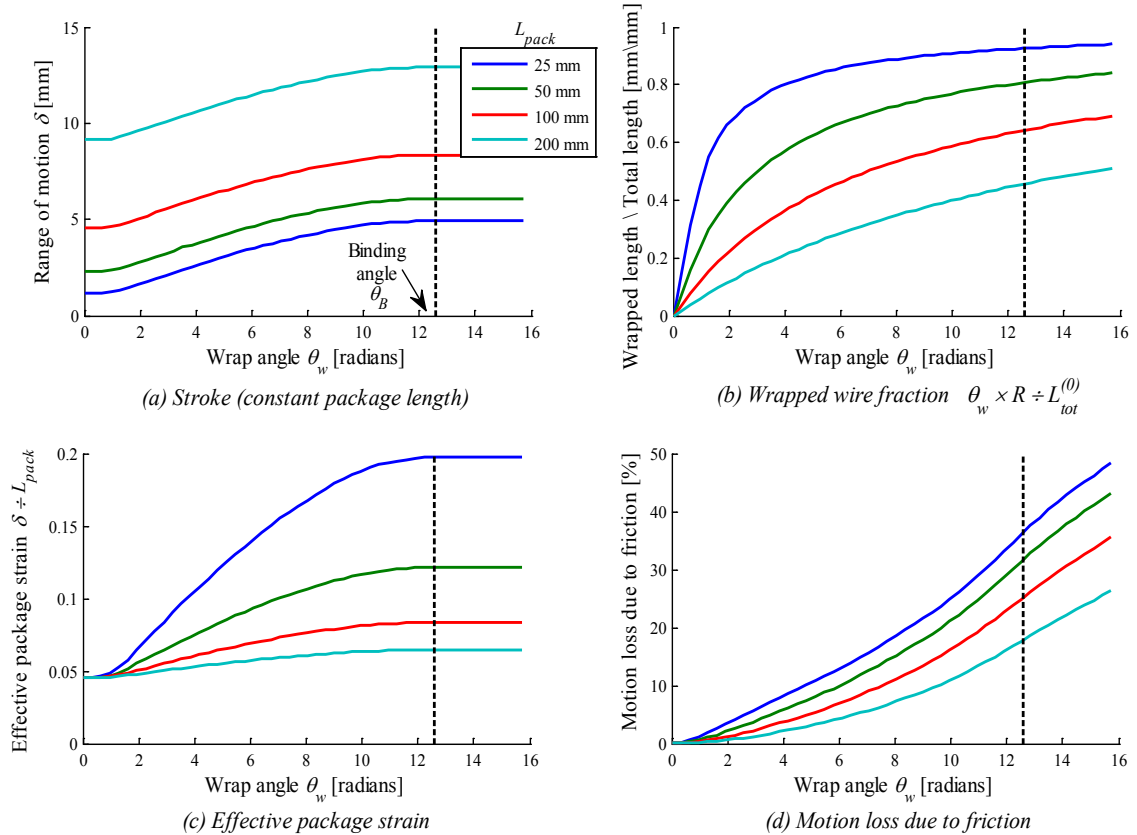 15
10
5
0
Range of motion δ [mm]
L_pack
25 mm
50 mm
100 mm
200 mm
Binding
angle
θ_B
0 2 4 6 8 10 12 14 16
Wrap angle θ_w [radians]
(a) Stroke (constant package length)
1
0.8
0.6
0.4
0.2
0
Wrapped length \ Total length [mm\mm]
0 2 4 6 8 10 12 14 16
Wrap angle θ_w [radians]
(b) Wrapped wire fraction θ_w × R ÷ L_tot^(0)
0.2
0.15
0.1
0.05
0
Effective package strain δ ÷ L_pack
0 2 4 6 8 10 12 14 16
Wrap angle θ_w [radians]
(c) Effective package strain
50
40
30
20
10
0
Motion loss due to friction [%]
0 2 4 6 8 10 12 14 16
Wrap angle θ_w [radians]
(d) Motion loss due to friction